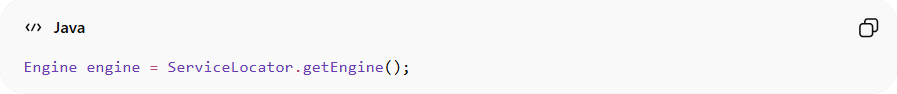 Java
Engine engine = ServiceLocator.getEngine();